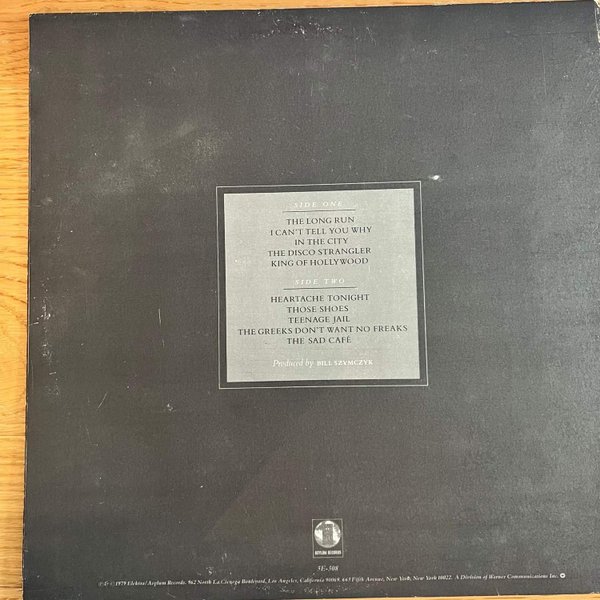 SIDE ONE
THE LONG RUN
I CAN'T TELL YOU WHY
IN THE CITY
THE DISCO STRANGLER
KING OF HOLLYWOOD
SIDE TWO
HEARTACHE TONIGHT
THOSE SHOES
TEENAGE JAIL
THE GREEKS DON'T WANT NO FREAKS
THE SAD CAFÉ
Produced by BILL SZYMCZYK
ASYLUM RECORDS
5E-508
℗ & © 1979 Elektra/Asylum Records, 962 North La Cienega Boulevard, Los Angeles, California 90069. 665 Fifth Avenue, New York, New York 10022. A Division of Warner Communications Inc.